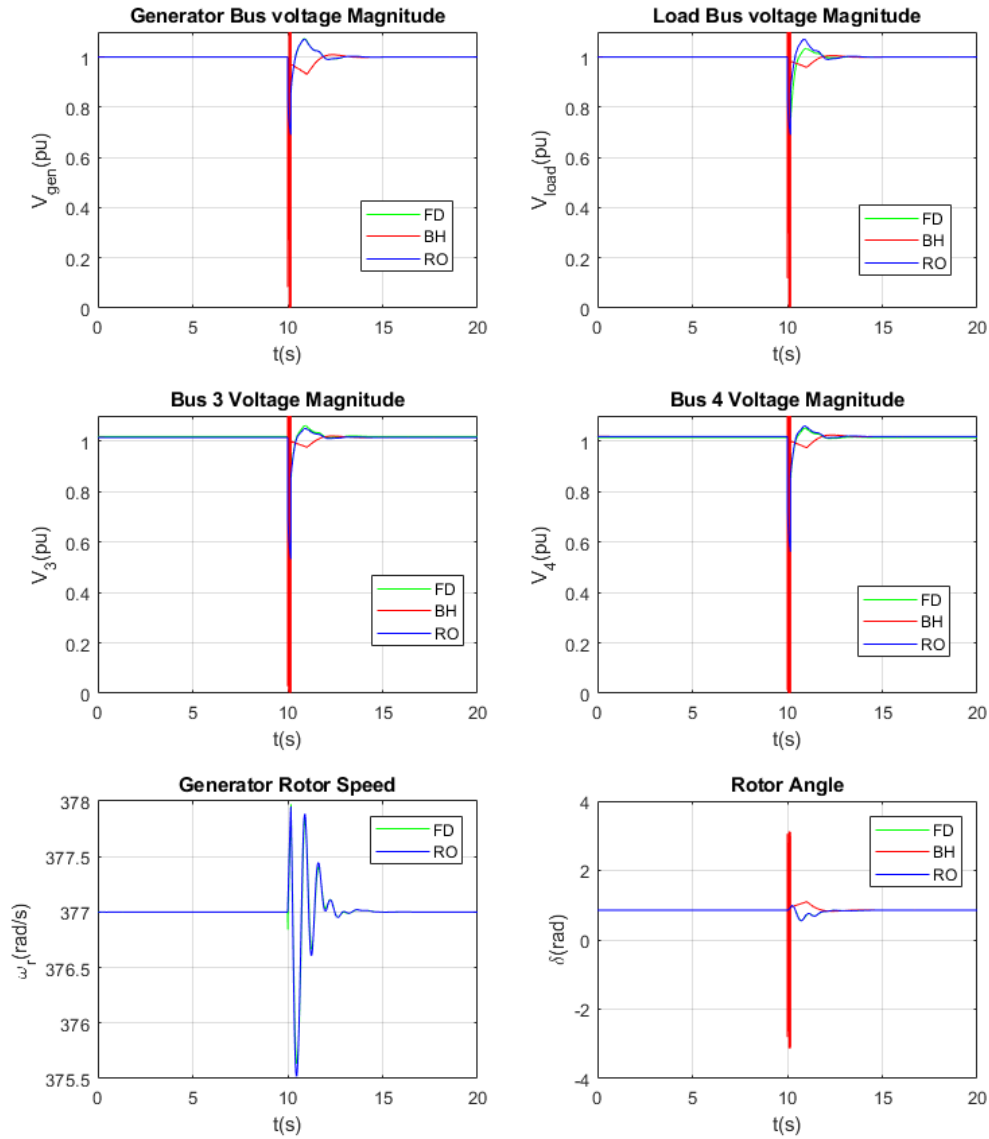 Generator Bus voltage Magnitude
V_gen(pu)
1
0.8
0.6
0.4
0.2
0
FD
BH
RO
0 5 10 15 20
t(s)
Load Bus voltage Magnitude
V_load(pu)
1
0.8
0.6
0.4
0.2
0
FD
BH
RO
0 5 10 15 20
t(s)
Bus 3 Voltage Magnitude
V_3(pu)
1
0.8
0.6
0.4
0.2
0
FD
BH
RO
0 5 10 15 20
t(s)
Bus 4 Voltage Magnitude
V_4(pu)
1
0.8
0.6
0.4
0.2
0
FD
BH
RO
0 5 10 15 20
t(s)
Generator Rotor Speed
ω_r(rad/s)
378
377.5
377
376.5
376
375.5
FD
RO
0 5 10 15 20
t(s)
Rotor Angle
δ(rad)
4
2
0
-2
-4
FD
BH
RO
0 5 10 15 20
t(s)